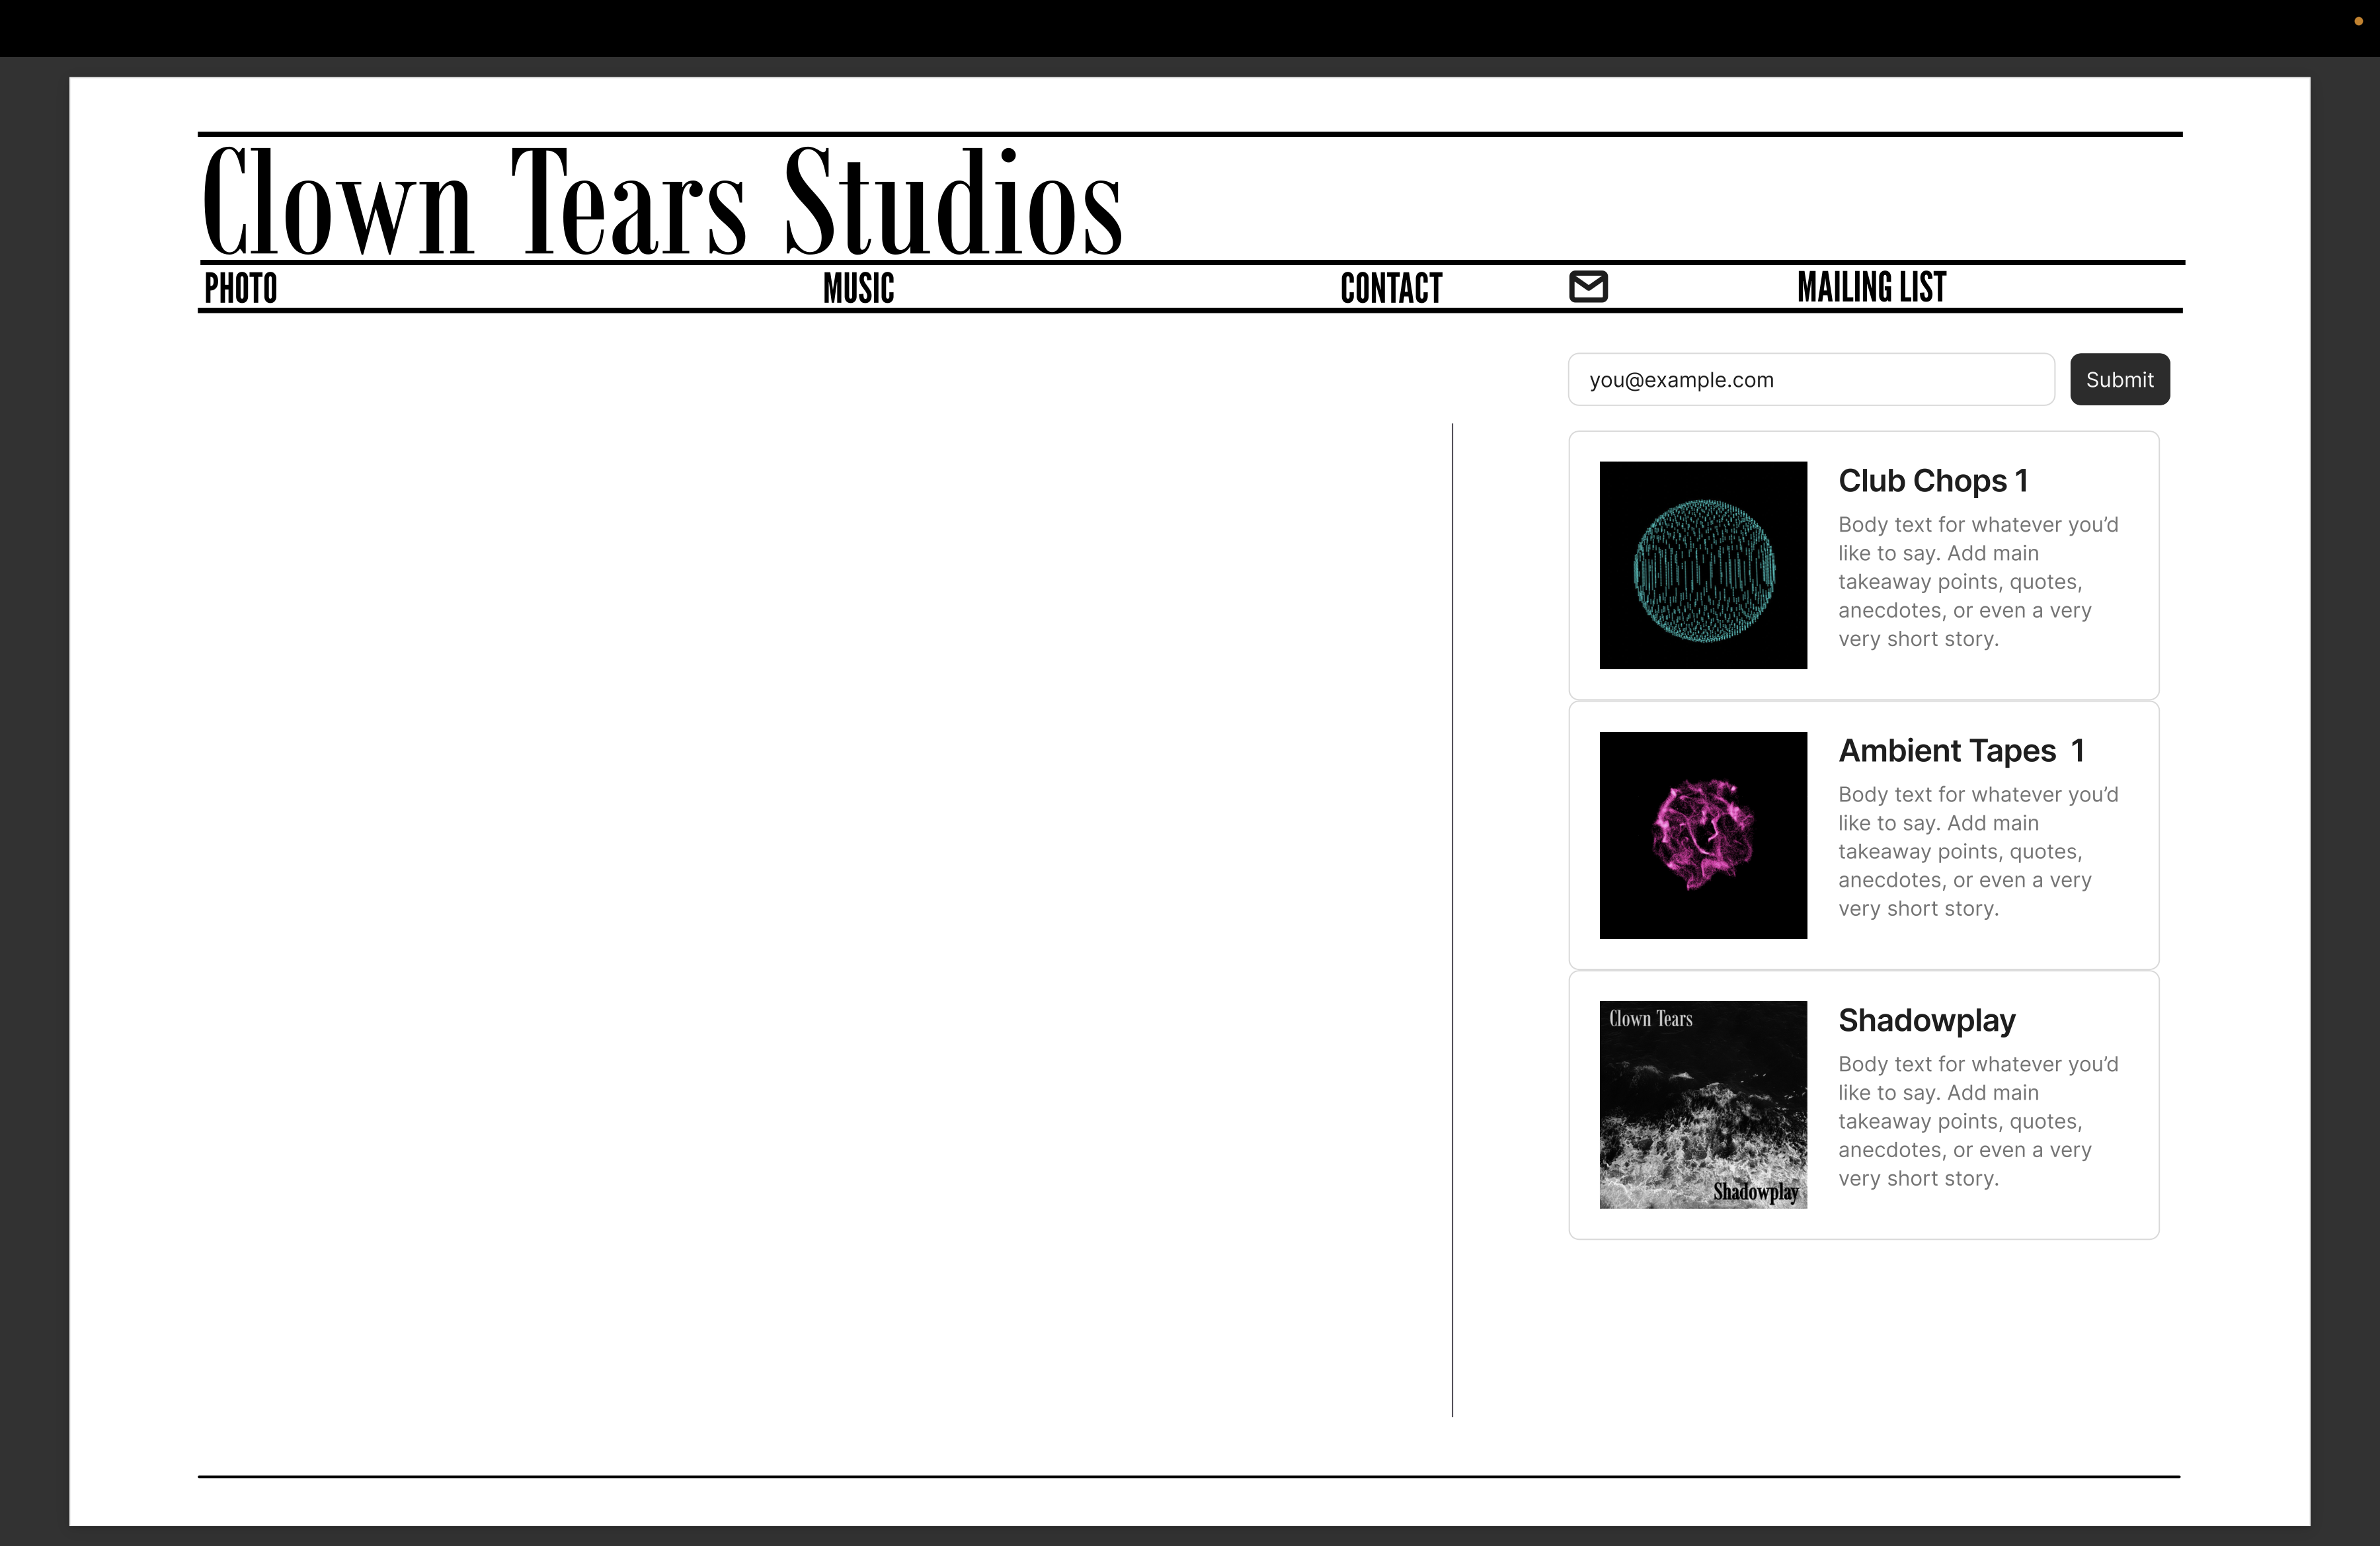 Clown Tears Studios
PHOTO
MUSIC
CONTACT
MAILING LIST
you@example.com
Submit
Club Chops 1
Body text for whatever you’d
like to say. Add main
takeaway points, quotes,
anecdotes, or even a very
very short story.
Ambient Tapes  1
Body text for whatever you’d
like to say. Add main
takeaway points, quotes,
anecdotes, or even a very
very short story.
Clown Tears
Shadowplay
Shadowplay
Body text for whatever you’d
like to say. Add main
takeaway points, quotes,
anecdotes, or even a very
very short story.